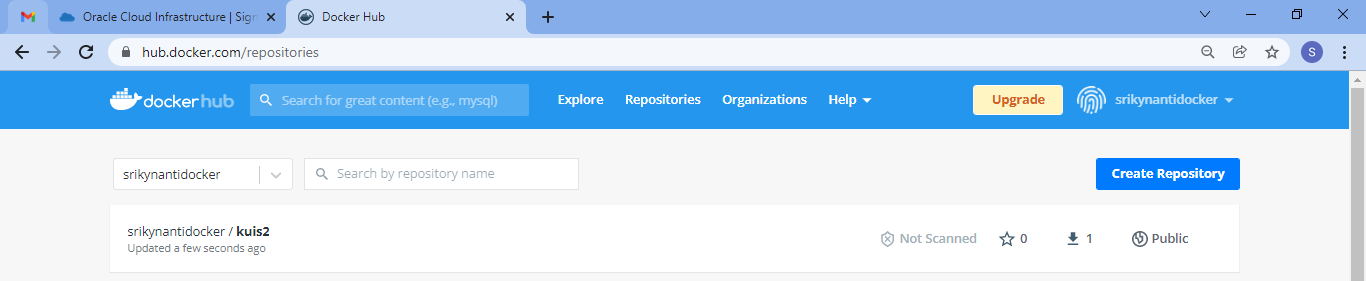 Oracle Cloud Infrastructure | Sign
Docker Hub
hub.docker.com/repositories
S
docker hub
Search for great content (e.g., mysql)
Explore
Repositories
Organizations
Help
Upgrade
srikynantidocker
srikynantidocker
Search by repository name
Create Repository
srikynantidocker / kuis2
Updated a few seconds ago
Not Scanned
0
1
Public